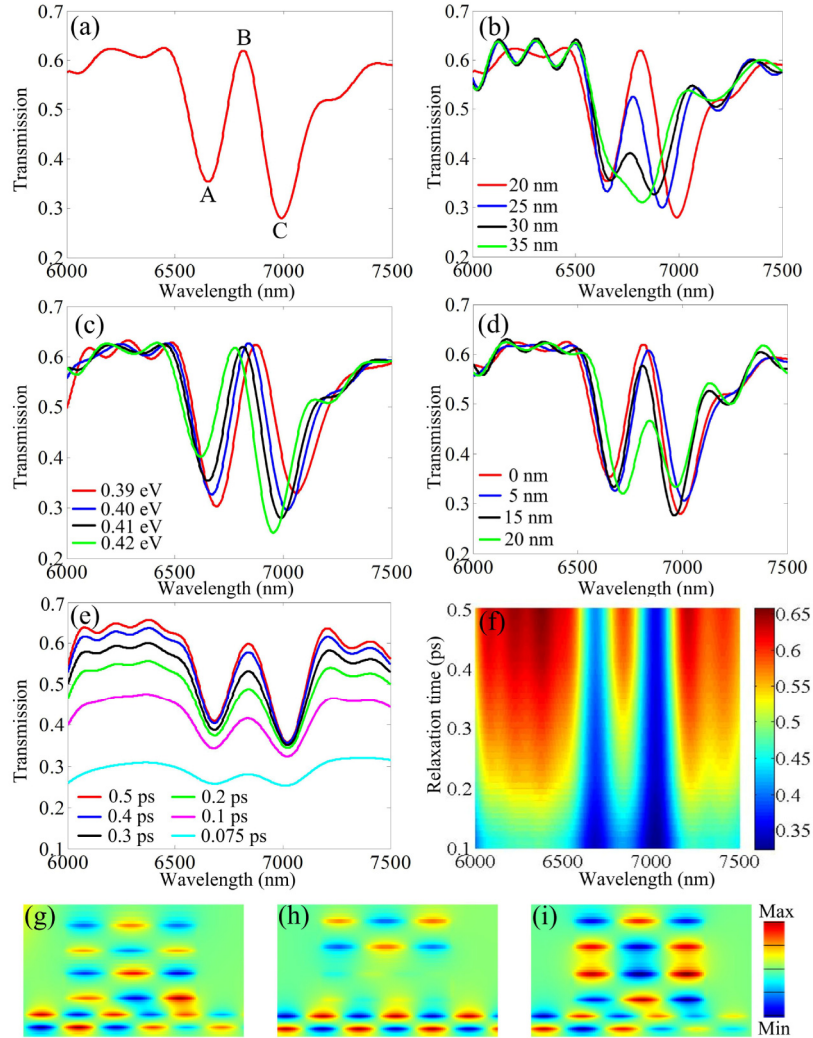 (a)
0.7
0.6
0.5
0.4
0.3
0.2
Transmission
B
A
C
6000
6500
7000
7500
Wavelength (nm)
(b)
0.7
0.6
0.5
0.4
0.3
0.2
Transmission
20 nm
25 nm
30 nm
35 nm
6000
6500
7000
7500
Wavelength (nm)
(c)
0.7
0.6
0.5
0.4
0.3
0.2
Transmission
0.39 eV
0.40 eV
0.41 eV
0.42 eV
6000
6500
7000
7500
Wavelength (nm)
(d)
0.7
0.6
0.5
0.4
0.3
0.2
Transmission
0 nm
5 nm
15 nm
20 nm
6000
6500
7000
7500
Wavelength (nm)
(e)
0.7
0.6
0.5
0.4
0.3
0.2
0.1
Transmission
0.5 ps
0.4 ps
0.3 ps
0.2 ps
0.1 ps
0.075 ps
6000
6500
7000
7500
Wavelength (nm)
(f)
0.5
0.4
0.3
0.2
0.1
Relaxation time (ps)
6000
6500
7000
7500
Wavelength (nm)
0.65
0.6
0.55
0.5
0.45
0.4
0.35
(g)
(h)
(i)
Max
Min